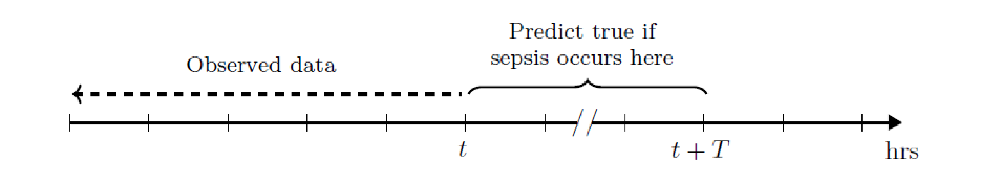 Predict true if
sepsis occurs here
Observed data
t
t + T
hrs